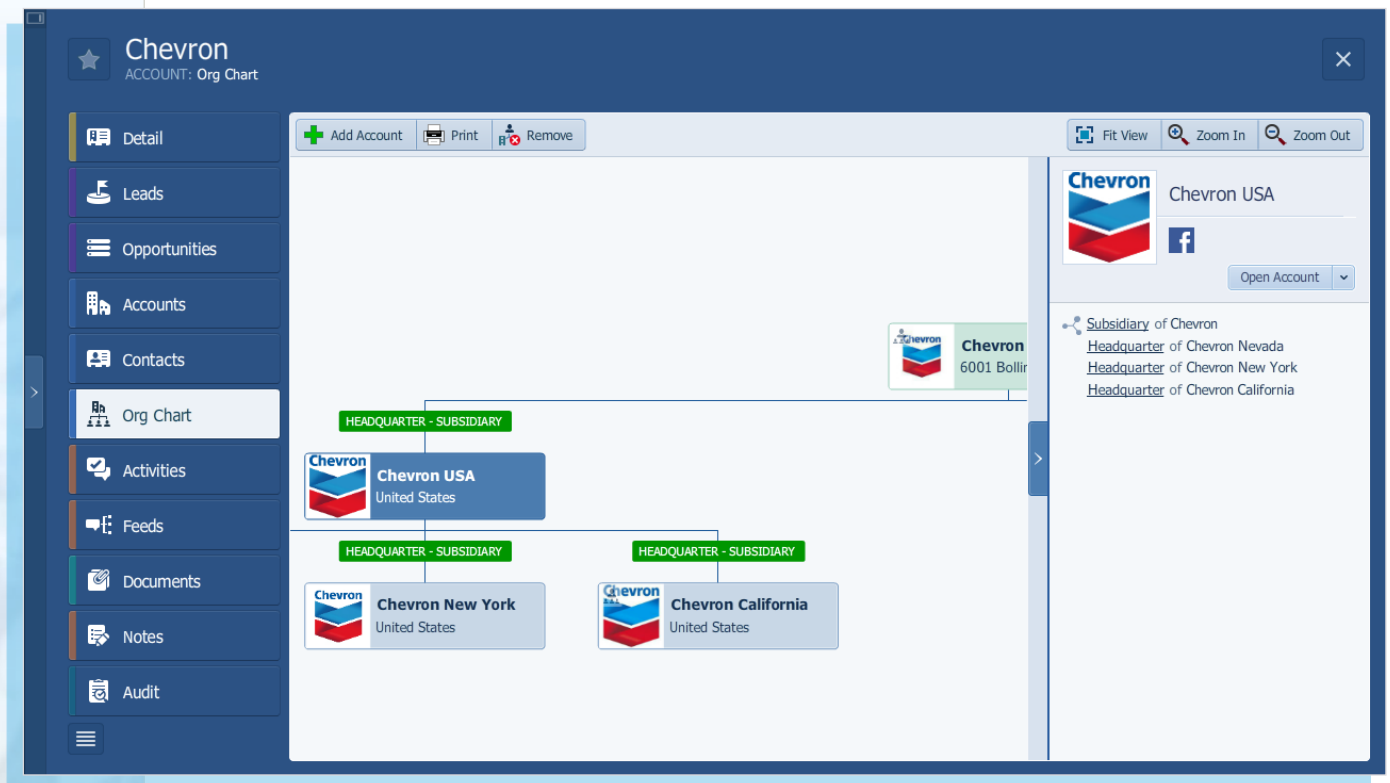 Chevron
ACCOUNT: Org Chart
Detail
Leads
Opportunities
Accounts
Contacts
Org Chart
Activities
Feeds
Documents
Notes
Audit
Add Account Print Remove
Fit View Zoom In Zoom Out
Chevron
Chevron
6001 Bollin
HEADQUARTER - SUBSIDIARY
Chevron
Chevron USA
United States
HEADQUARTER - SUBSIDIARY
HEADQUARTER - SUBSIDIARY
Chevron
Chevron New York
United States
Chevron
Chevron California
United States
Chevron
Chevron USA
Open Account
Subsidiary of Chevron
Headquarter of Chevron Nevada
Headquarter of Chevron New York
Headquarter of Chevron California